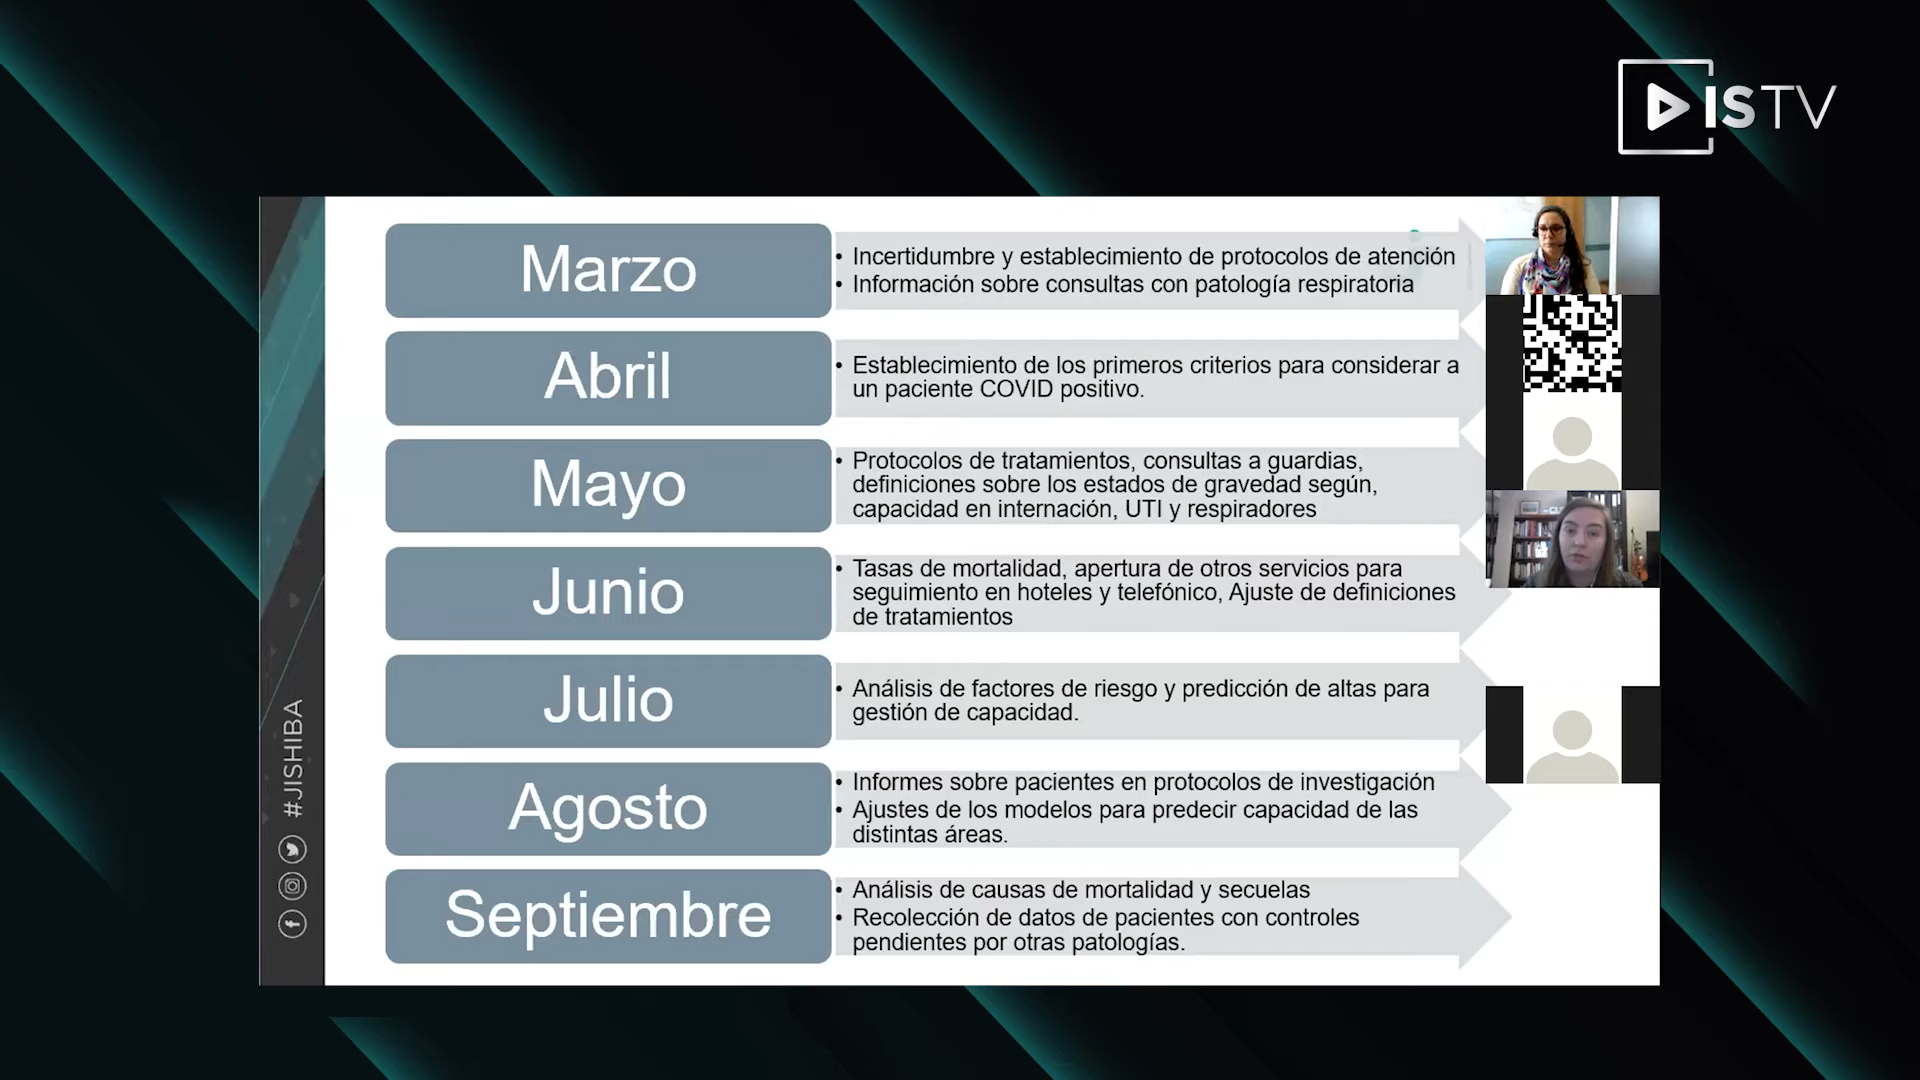 ISTV
Marzo
• Incertidumbre y establecimiento de protocolos de atención
• Información sobre consultas con patología respiratoria
Abril
• Establecimiento de los primeros criterios para considerar a
un paciente COVID positivo.
Mayo
• Protocolos de tratamientos, consultas a guardias,
definiciones sobre los estados de gravedad según,
capacidad en internación, UTI y respiradores
Junio
• Tasas de mortalidad, apertura de otros servicios para
seguimiento en hoteles y telefónico, Ajuste de definiciones
de tratamientos
Julio
• Análisis de factores de riesgo y predicción de altas para
gestión de capacidad.
Agosto
• Informes sobre pacientes en protocolos de investigación
• Ajustes de los modelos para predecir capacidad de las
distintas áreas.
Septiembre
• Análisis de causas de mortalidad y secuelas
• Recolección de datos de pacientes con controles
pendientes por otras patologías.
#JISHIBA